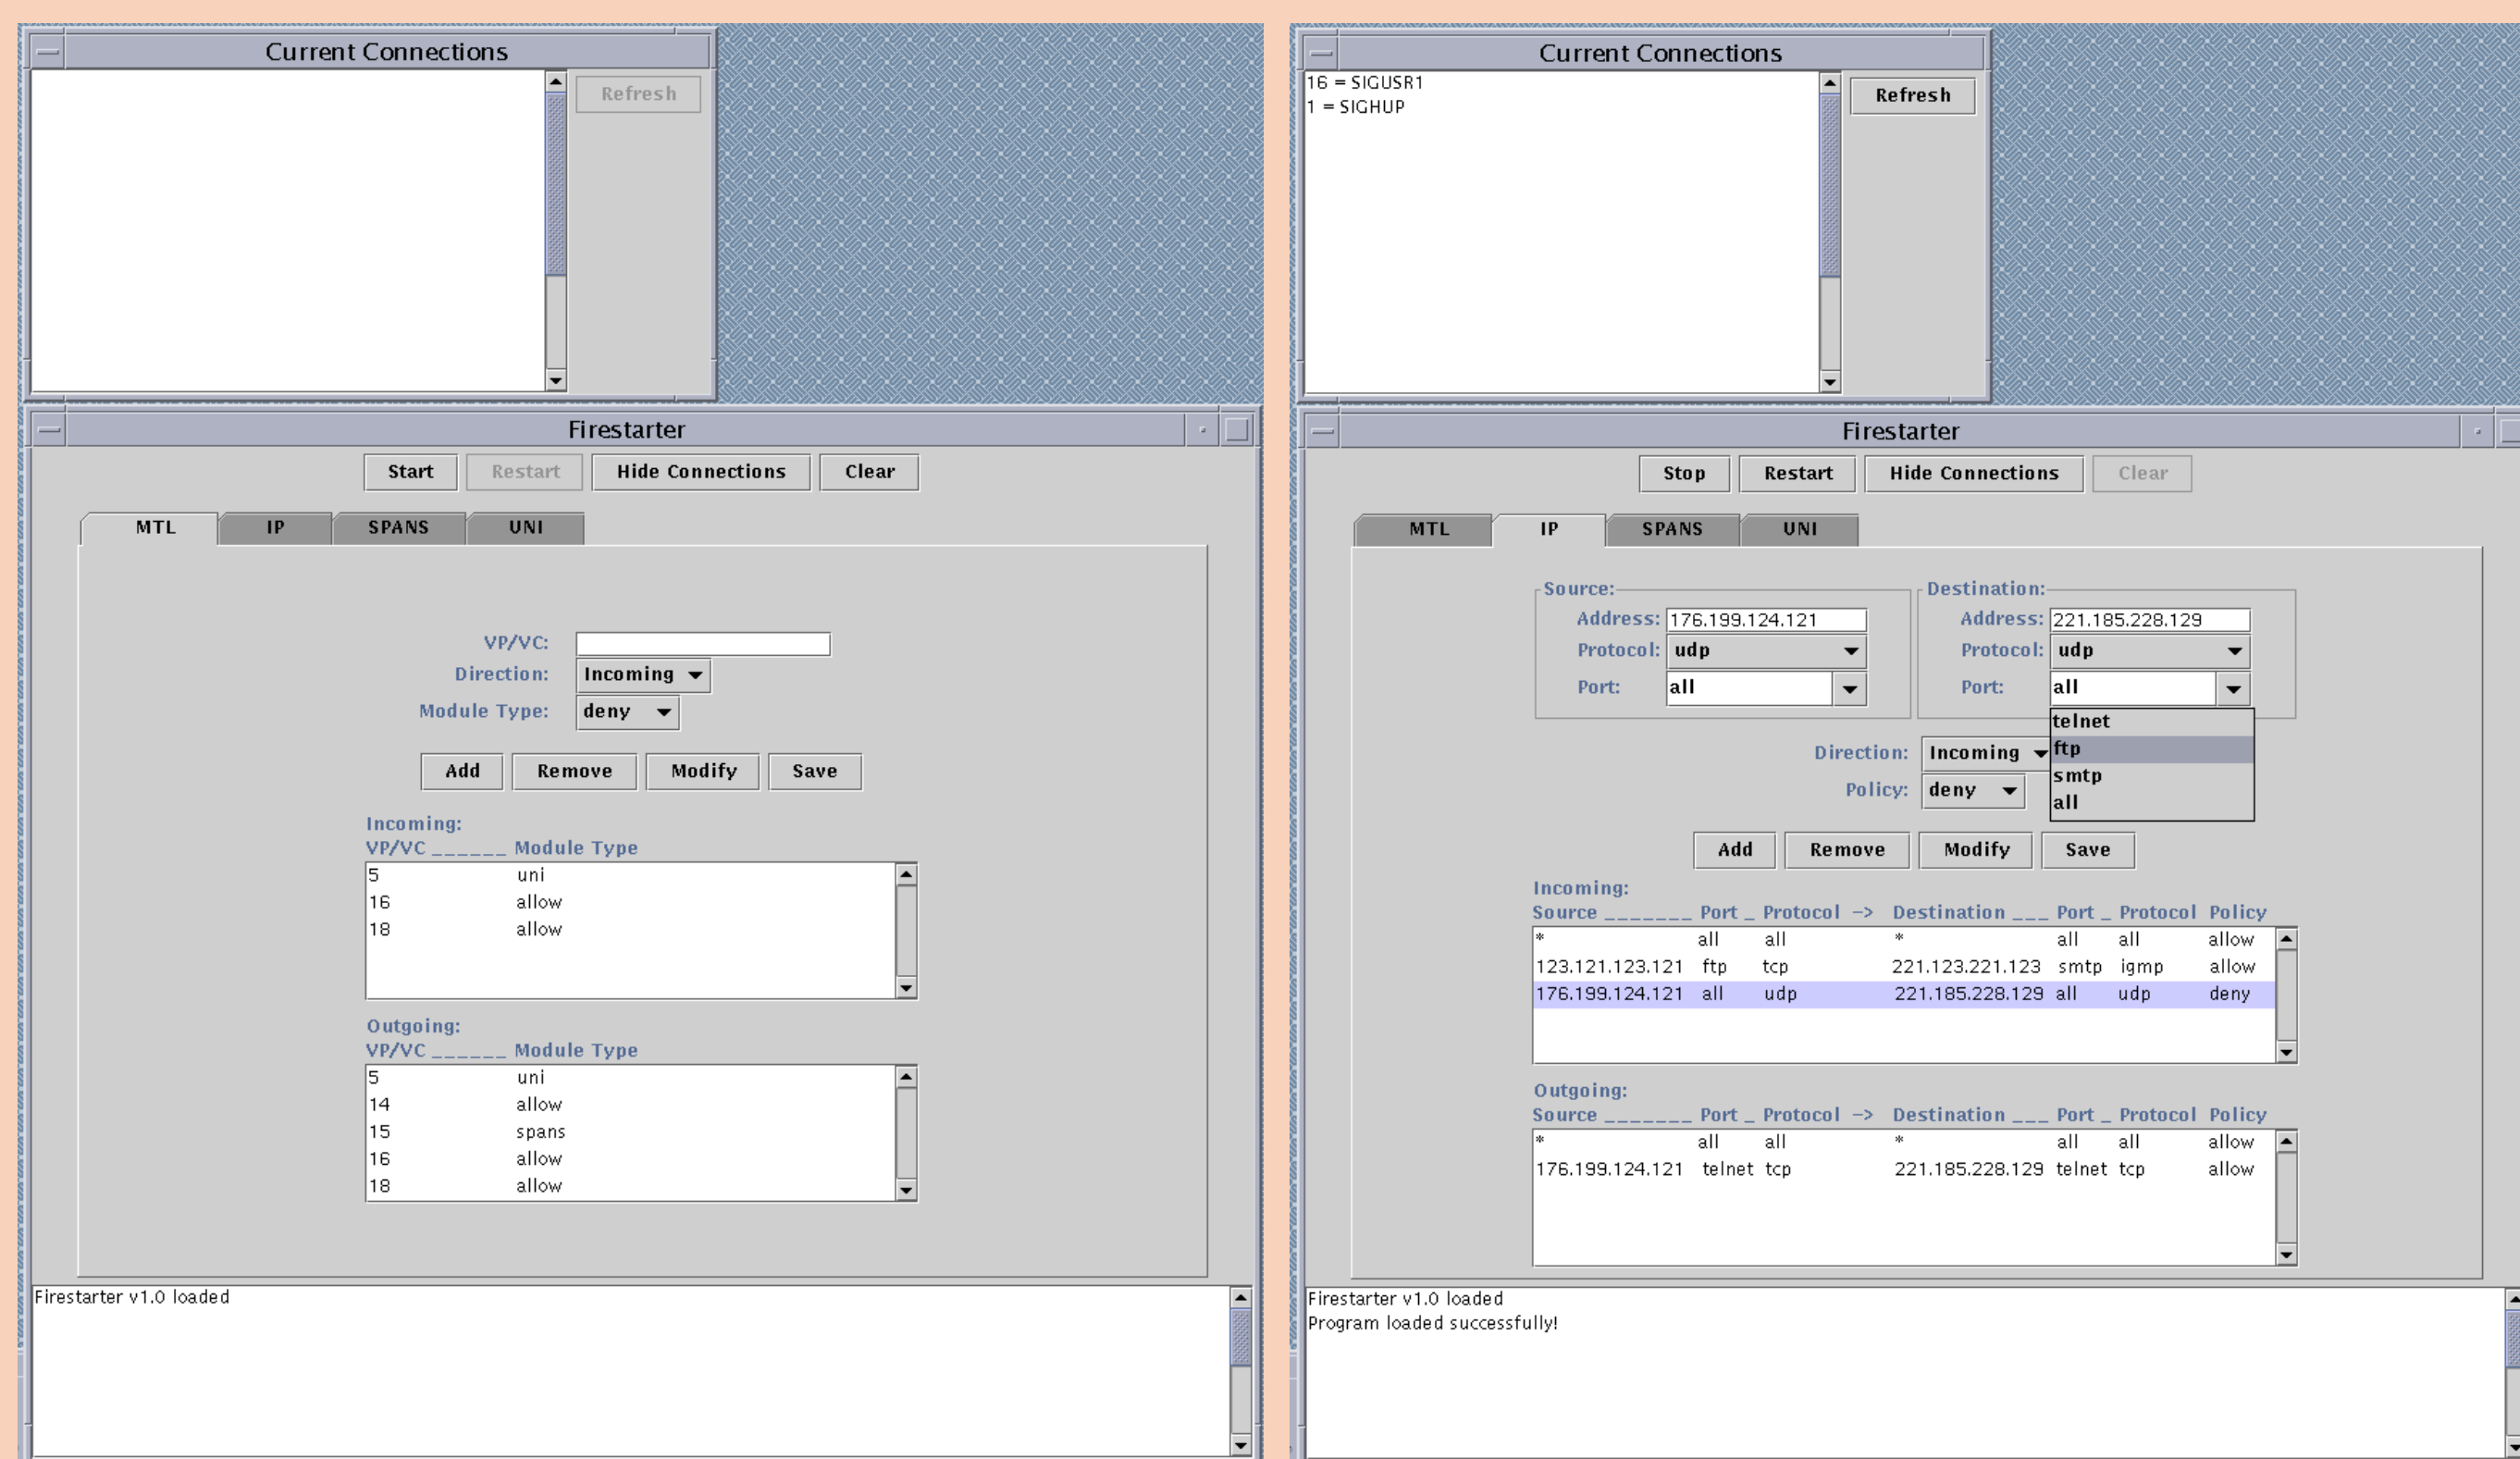 Current Connections
Refresh
Firestarter
Start Restart Hide Connections Clear
MTL IP SPANS UNI
VP/VC:
Direction: Incoming
Module Type: deny
Add Remove Modify Save
Incoming:
VP/VC ______ Module Type
5 uni
16 allow
18 allow
Outgoing:
VP/VC ______ Module Type
5 uni
14 allow
15 spans
16 allow
18 allow
Firestarter v1.0 loaded
Current Connections
16 = SIGUSR1
1 = SIGHUP
Refresh
Firestarter
Stop Restart Hide Connections Clear
MTL IP SPANS UNI
Source: Destination:
Address: 176.199.124.121 Address: 221.185.228.129
Protocol: udp Protocol: udp
Port: all Port: all
telnet
Direction: Incoming ftp
smtp
Policy: deny all
Add Remove Modify Save
Incoming:
Source _______ Port _ Protocol -> Destination ___ Port _ Protocol Policy
* all all * all all allow
123.121.123.121 ftp tcp 221.123.221.123 smtp igmp allow
176.199.124.121 all udp 221.185.228.129 all udp deny
Outgoing:
Source _______ Port _ Protocol -> Destination ___ Port _ Protocol Policy
* all all * all all allow
176.199.124.121 telnet tcp 221.185.228.129 telnet tcp allow
Firestarter v1.0 loaded
Program loaded successfully!